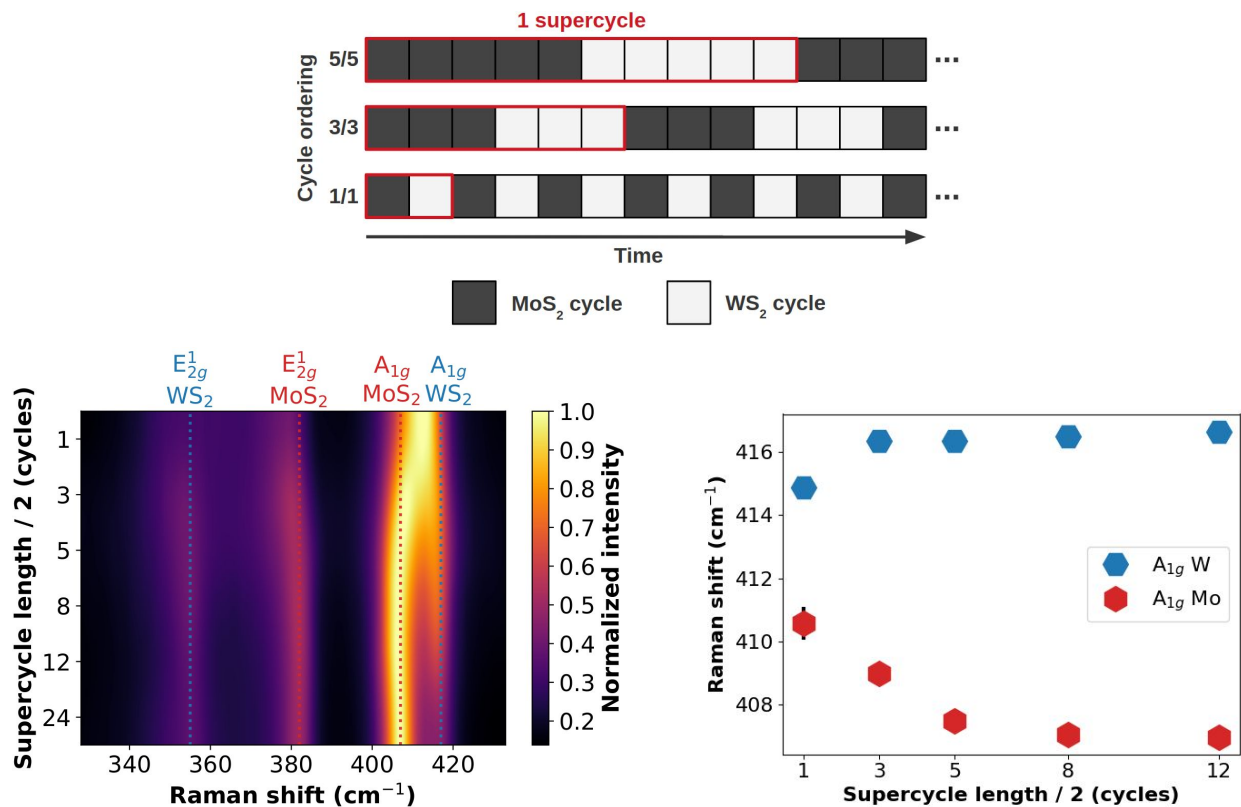 1 supercycle
Cycle ordering
5/5
...
3/3
...
1/1
...
Time
MoS₂ cycle
WS₂ cycle
E¹₂g
WS₂
E¹₂g
MoS₂
A₁g
MoS₂
A₁g
WS₂
Supercycle length / 2 (cycles)
1
3
5
8
12
24
340 360 380 400 420
Raman shift (cm⁻¹)
1.0
0.9
0.8
0.7
0.6
0.5
0.4
0.3
0.2
Normalized intensity
Raman shift (cm⁻¹)
416
414
412
410
408
A₁g W
A₁g Mo
1 3 5 8 12
Supercycle length / 2 (cycles)